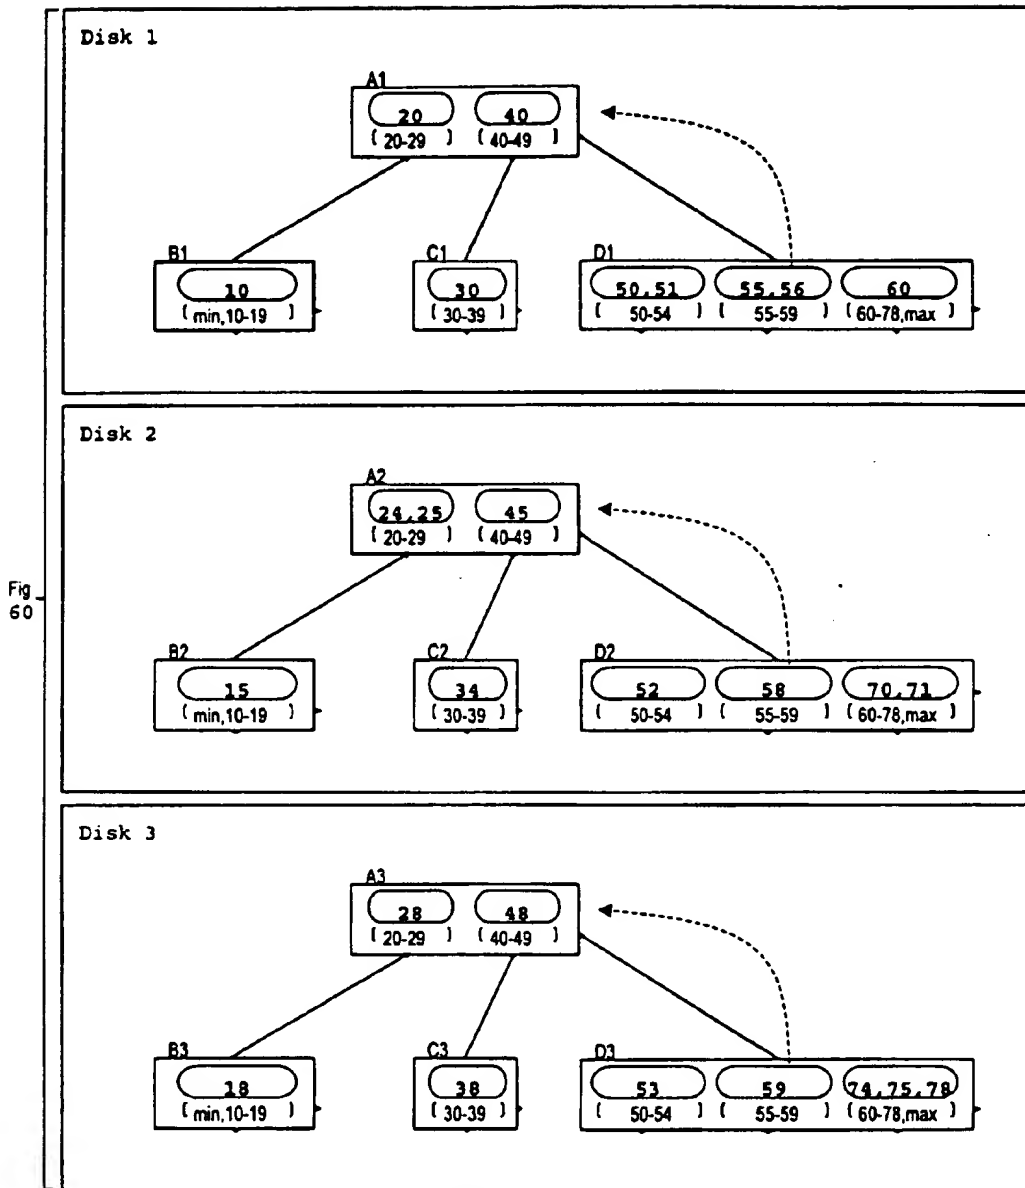 Fig
60
Disk 1
A1
20 40
( 20-29 ) ( 40-49 )
B1 C1 D1
10 30 50,51 55,56 60
( min,10-19 ) ( 30-39 ) ( 50-54 ) ( 55-59 ) ( 60-78,max )
Disk 2
A2
24,25 45
( 20-29 ) ( 40-49 )
B2 C2 D2
15 34 52 58 70,71
( min,10-19 ) ( 30-39 ) ( 50-54 ) ( 55-59 ) ( 60-78,max )
Disk 3
A3
28 48
( 20-29 ) ( 40-49 )
B3 C3 D3
18 38 53 59 74,75,78
( min,10-19 ) ( 30-39 ) ( 50-54 ) ( 55-59 ) ( 60-78,max )